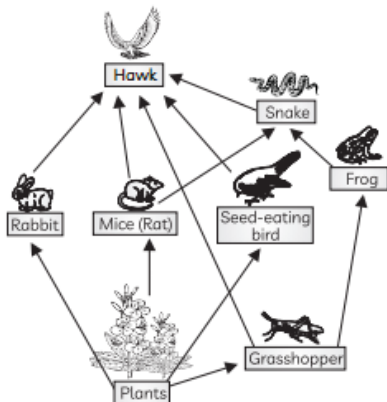 Hawk
Snake
Frog
Rabbit
Mice (Rat)
Seed-eating
bird
Grasshopper
Plants